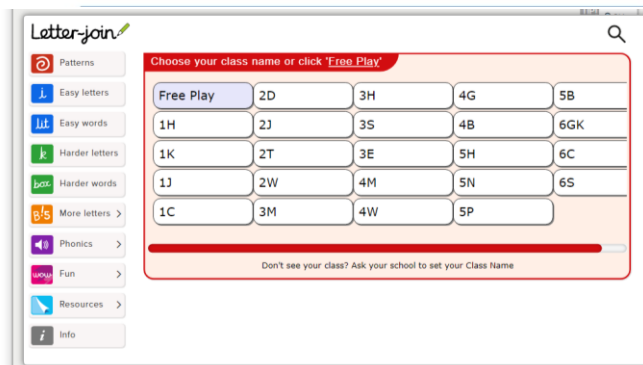 Letter-join
Patterns
Easy letters
Easy words
Harder letters
Harder words
More letters
Phonics
Fun
Resources
Info
Choose your class name or click 'Free Play'
Free Play 2D 3H 4G 5B
1H 2J 3S 4B 6GK
1K 2T 3E 5H 6C
1J 2W 4M 5N 6S
1C 3M 4W 5P
Don't see your class? Ask your school to set your Class Name